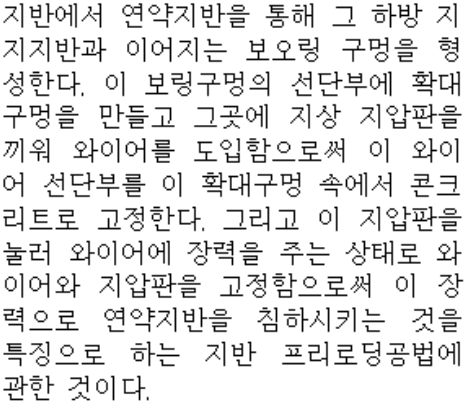 지반에서 연약지반을 통해 그 하방 지
지지반과 이어지는 보오링 구멍을 형
성한다. 이 보링구멍의 선단부에 확대
구멍을 만들고 그곳에 지상 지압판을
끼워 와이어를 도입함으로써 이 와이
어 선단부를 이 확대구멍 속에서 콘크
리트로 고정한다. 그리고 이 지압판을
눌러 와이어에 장력을 주는 상태로 와
이어와 지압판을 고정함으로써 이 장
력으로 연약지반을 침하시키는 것을
특징으로 하는 지반 프리로딩공법에
관한 것이다.